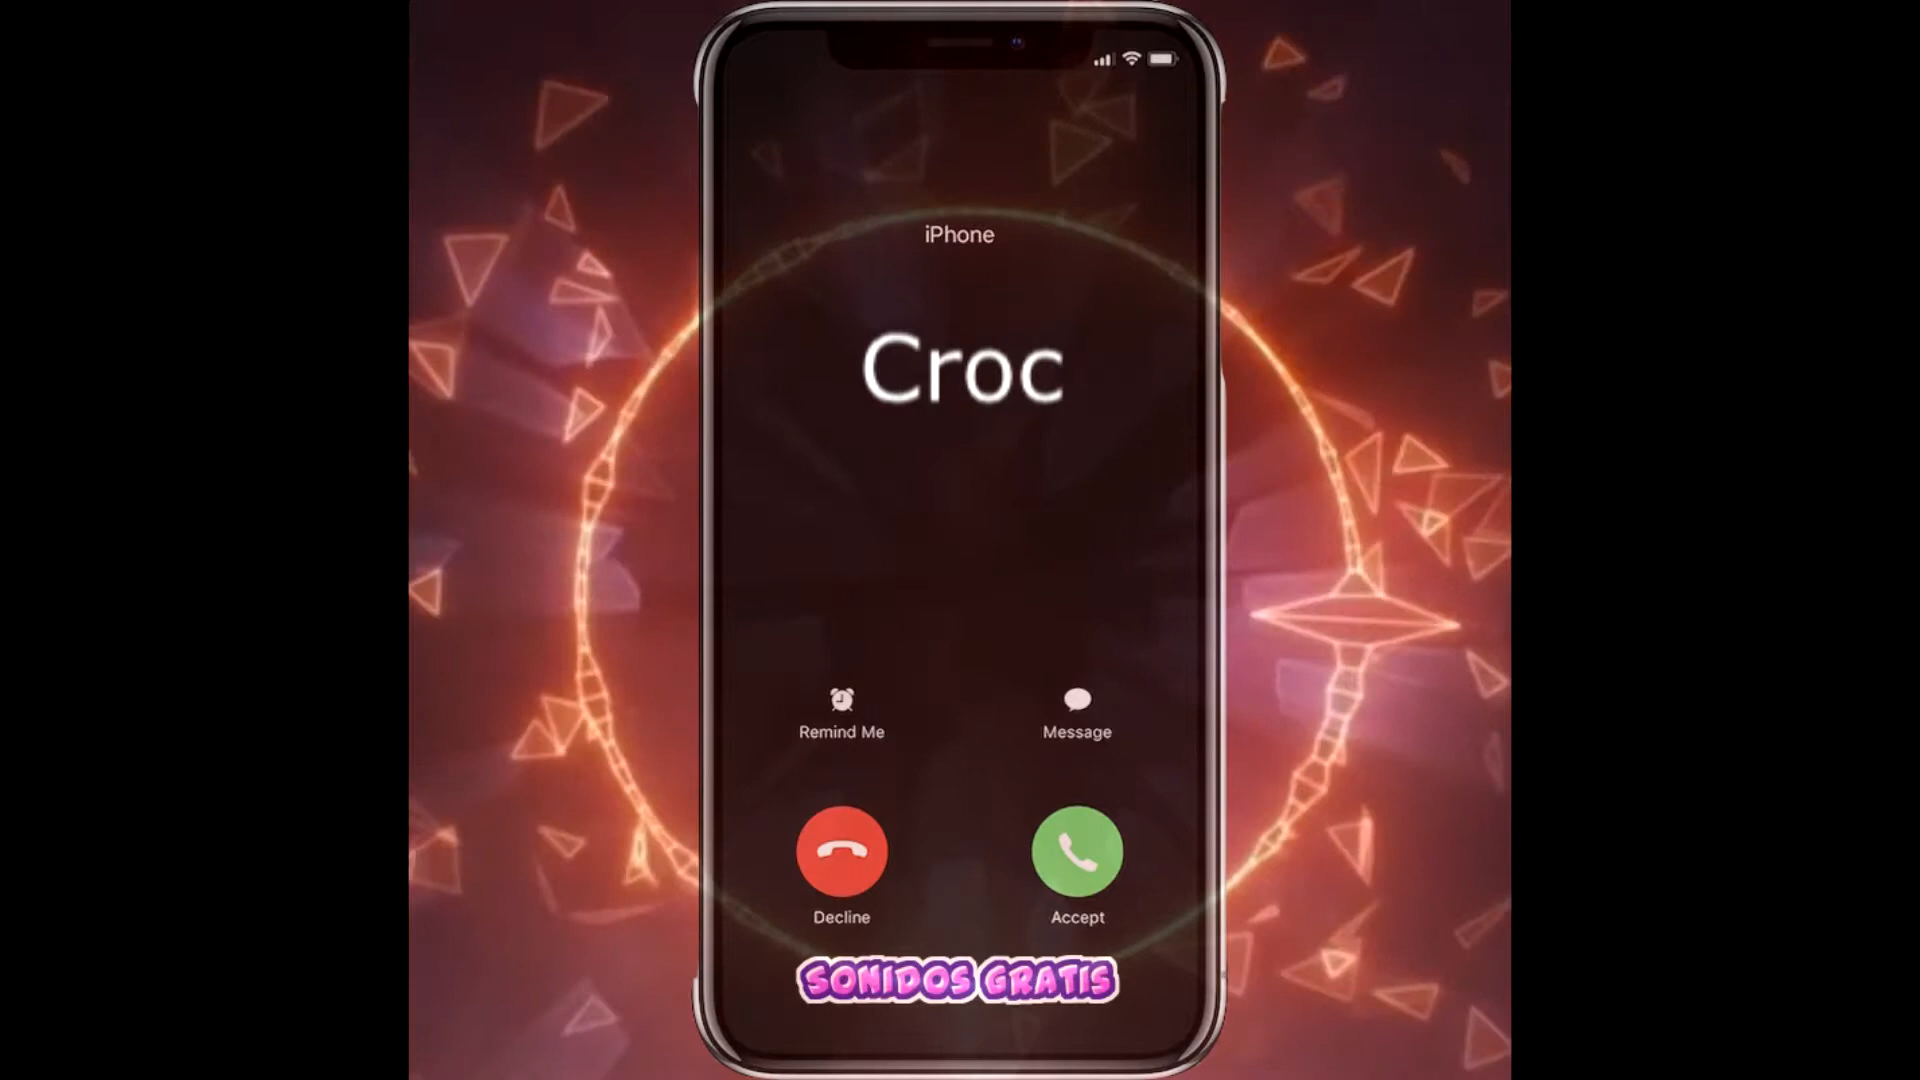 iPhone
Croc
Remind Me
Message
Decline
Accept
SONIDOS GRATIS